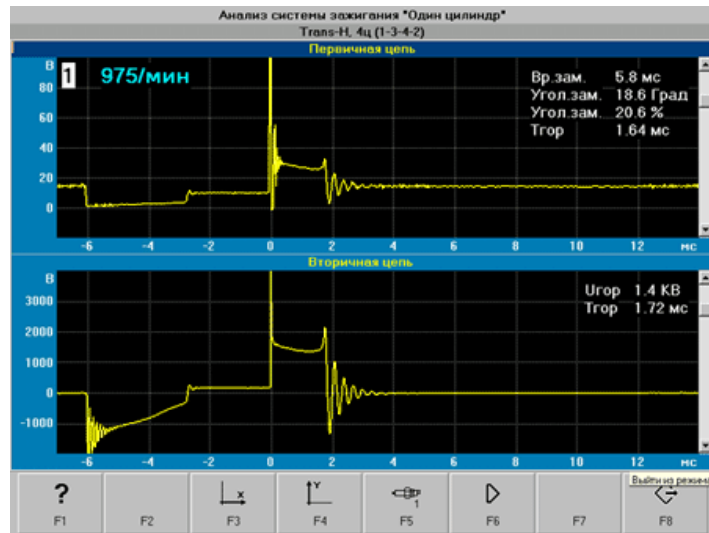 Анализ системы зажигания "Один цилиндр"
Trans-H, 4ц (1-3-4-2)
Первичная цепь
В
1 975/мин
Вр.зам. 5.8 мс
Угол.зам. 18.6 Град
Угол.зам. 20.6 %
Тгор 1.64 мс
80
60
40
20
0
-6 -4 -2 0 2 4 6 8 10 12 мс
Вторичная цепь
В
Uгор 1.4 КВ
Тгор 1.72 мс
3000
2000
1000
0
-1000
-6 -4 -2 0 2 4 6 8 10 12 мс
Выйти из режима
? x Y 1
F1 F2 F3 F4 F5 F6 F7 F8